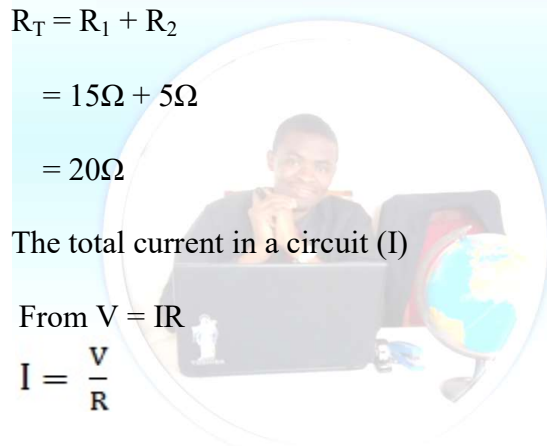 R_T = R_1 + R_2
= 15Ω + 5Ω
= 20Ω
The total current in a circuit (I)
From V = IR
I = V/R